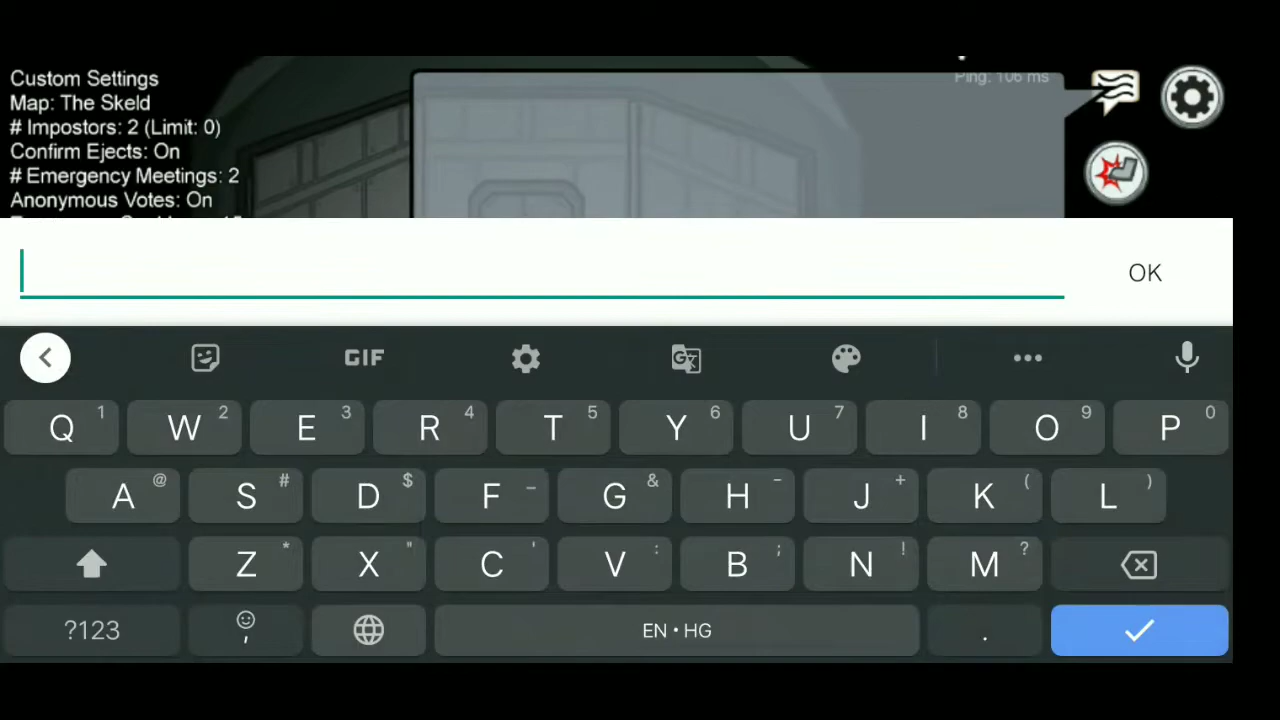 Custom Settings
Map: The Skeld
# Impostors: 2 (Limit: 0)
Confirm Ejects: On
# Emergency Meetings: 2
Anonymous Votes: On
Ping: 106 ms
OK
GIF
Q 1 W 2 E 3 R 4 T 5 Y 6 U 7 I 8 O 9 P 0
A @ S # D $ F _ G & H - J + K ( L )
Z * X " C ' V : B ; N ! M ?
?123 , EN • HG .